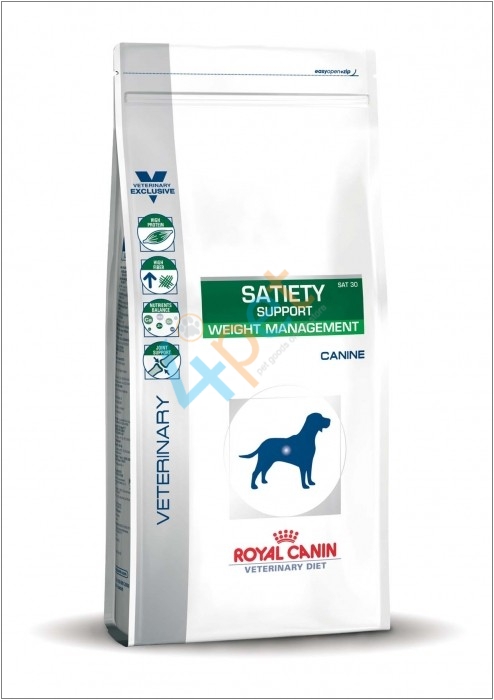 easyopen+zip
VETERINARY
EXCLUSIVE
HIGH
PROTEIN
HIGH
FIBER
NUTRIENTS
BALANCE
JOINT
SUPPORT
SATIETY
SUPPORT
SAT 30
WEIGHT MANAGEMENT
CANINE
4pet
VETERINARY
ROYAL CANIN
VETERINARY DIET